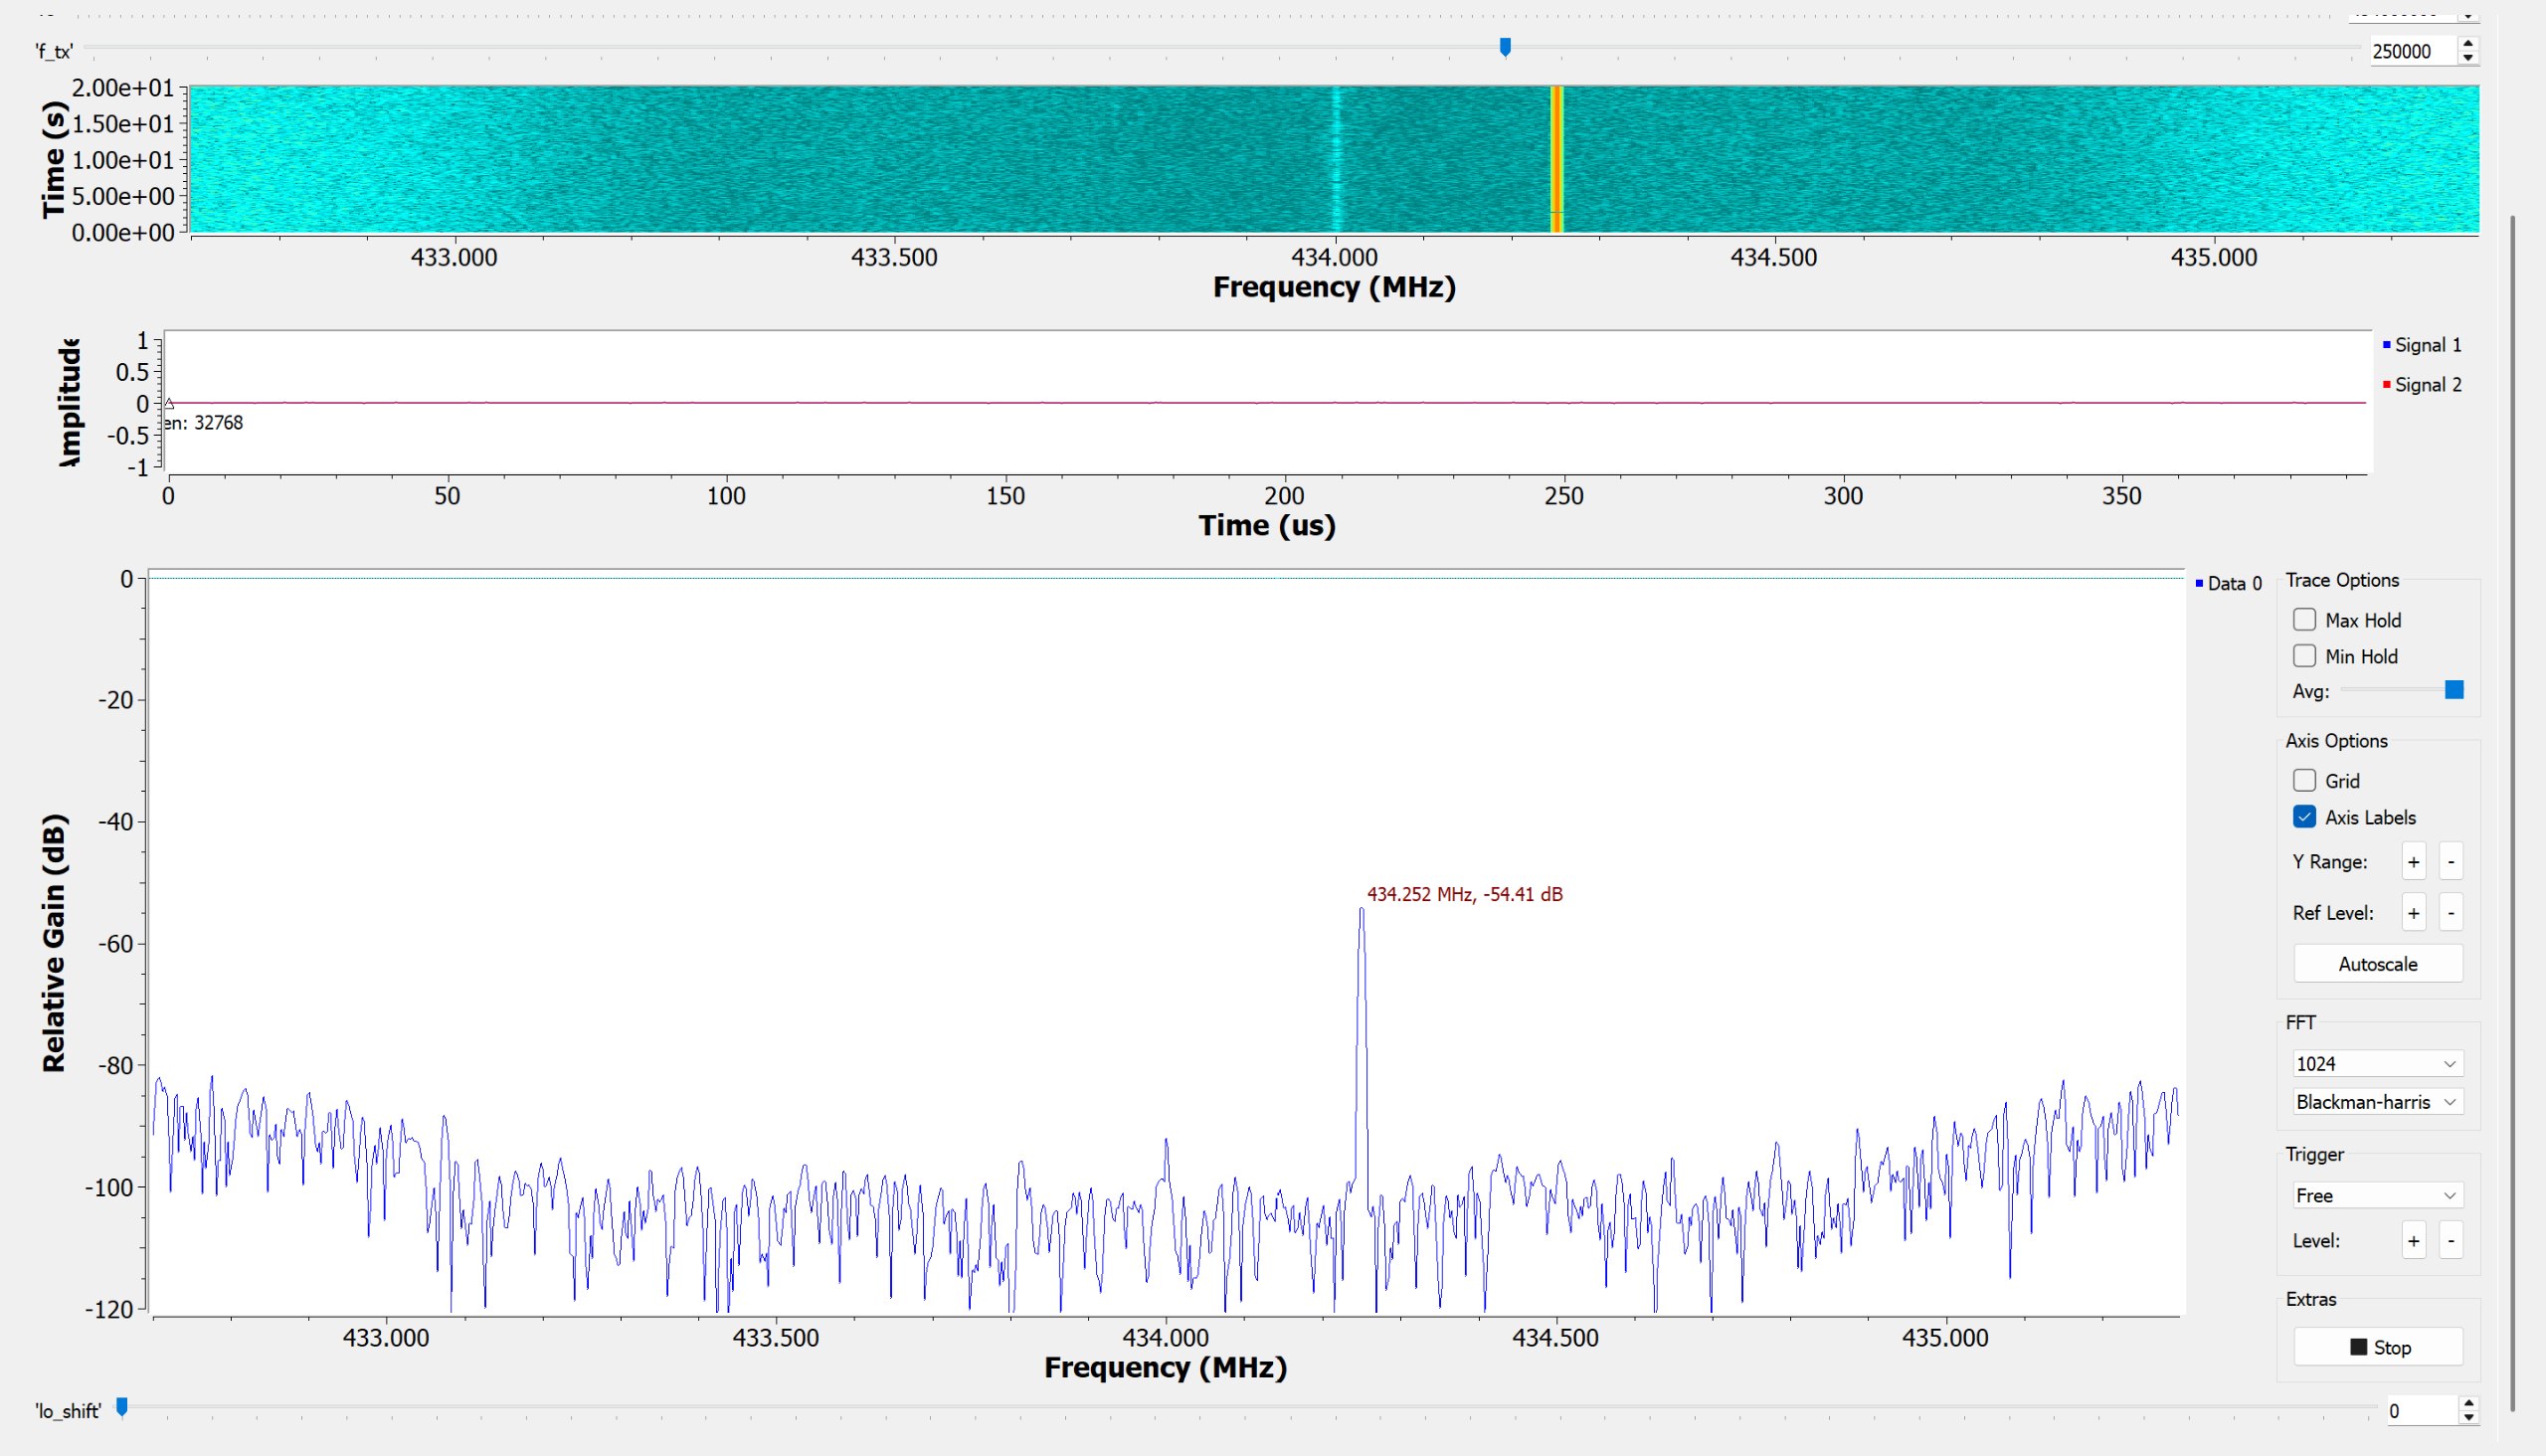 'f_tx' 250000
2.00e+01
1.50e+01
1.00e+01
5.00e+00
0.00e+00
Time (s)
433.000 433.500 434.000 434.500 435.000
Frequency (MHz)
1
0.5
0
-0.5
-1
Amplitude
en: 32768
Signal 1
Signal 2
0 50 100 150 200 250 300 350
Time (us)
0
-20
-40
-60
-80
-100
-120
Relative Gain (dB)
434.252 MHz, -54.41 dB
Data 0
433.000 433.500 434.000 434.500 435.000
Frequency (MHz)
Trace Options
Max Hold
Min Hold
Avg:
Axis Options
Grid
Axis Labels
Y Range: + -
Ref Level: + -
Autoscale
FFT
1024
Blackman-harris
Trigger
Free
Level: + -
Extras
Stop
'lo_shift' 0